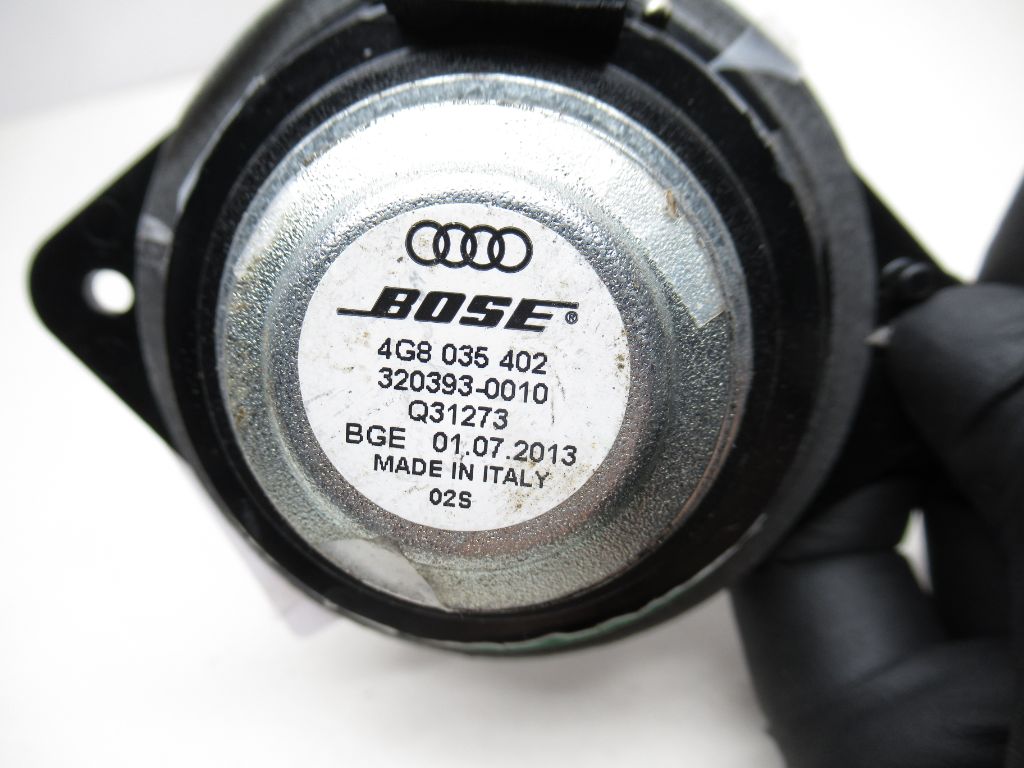 BOSE®
4G8 035 402
320393-0010
Q31273
BGE 01.07.2013
MADE IN ITALY
02S